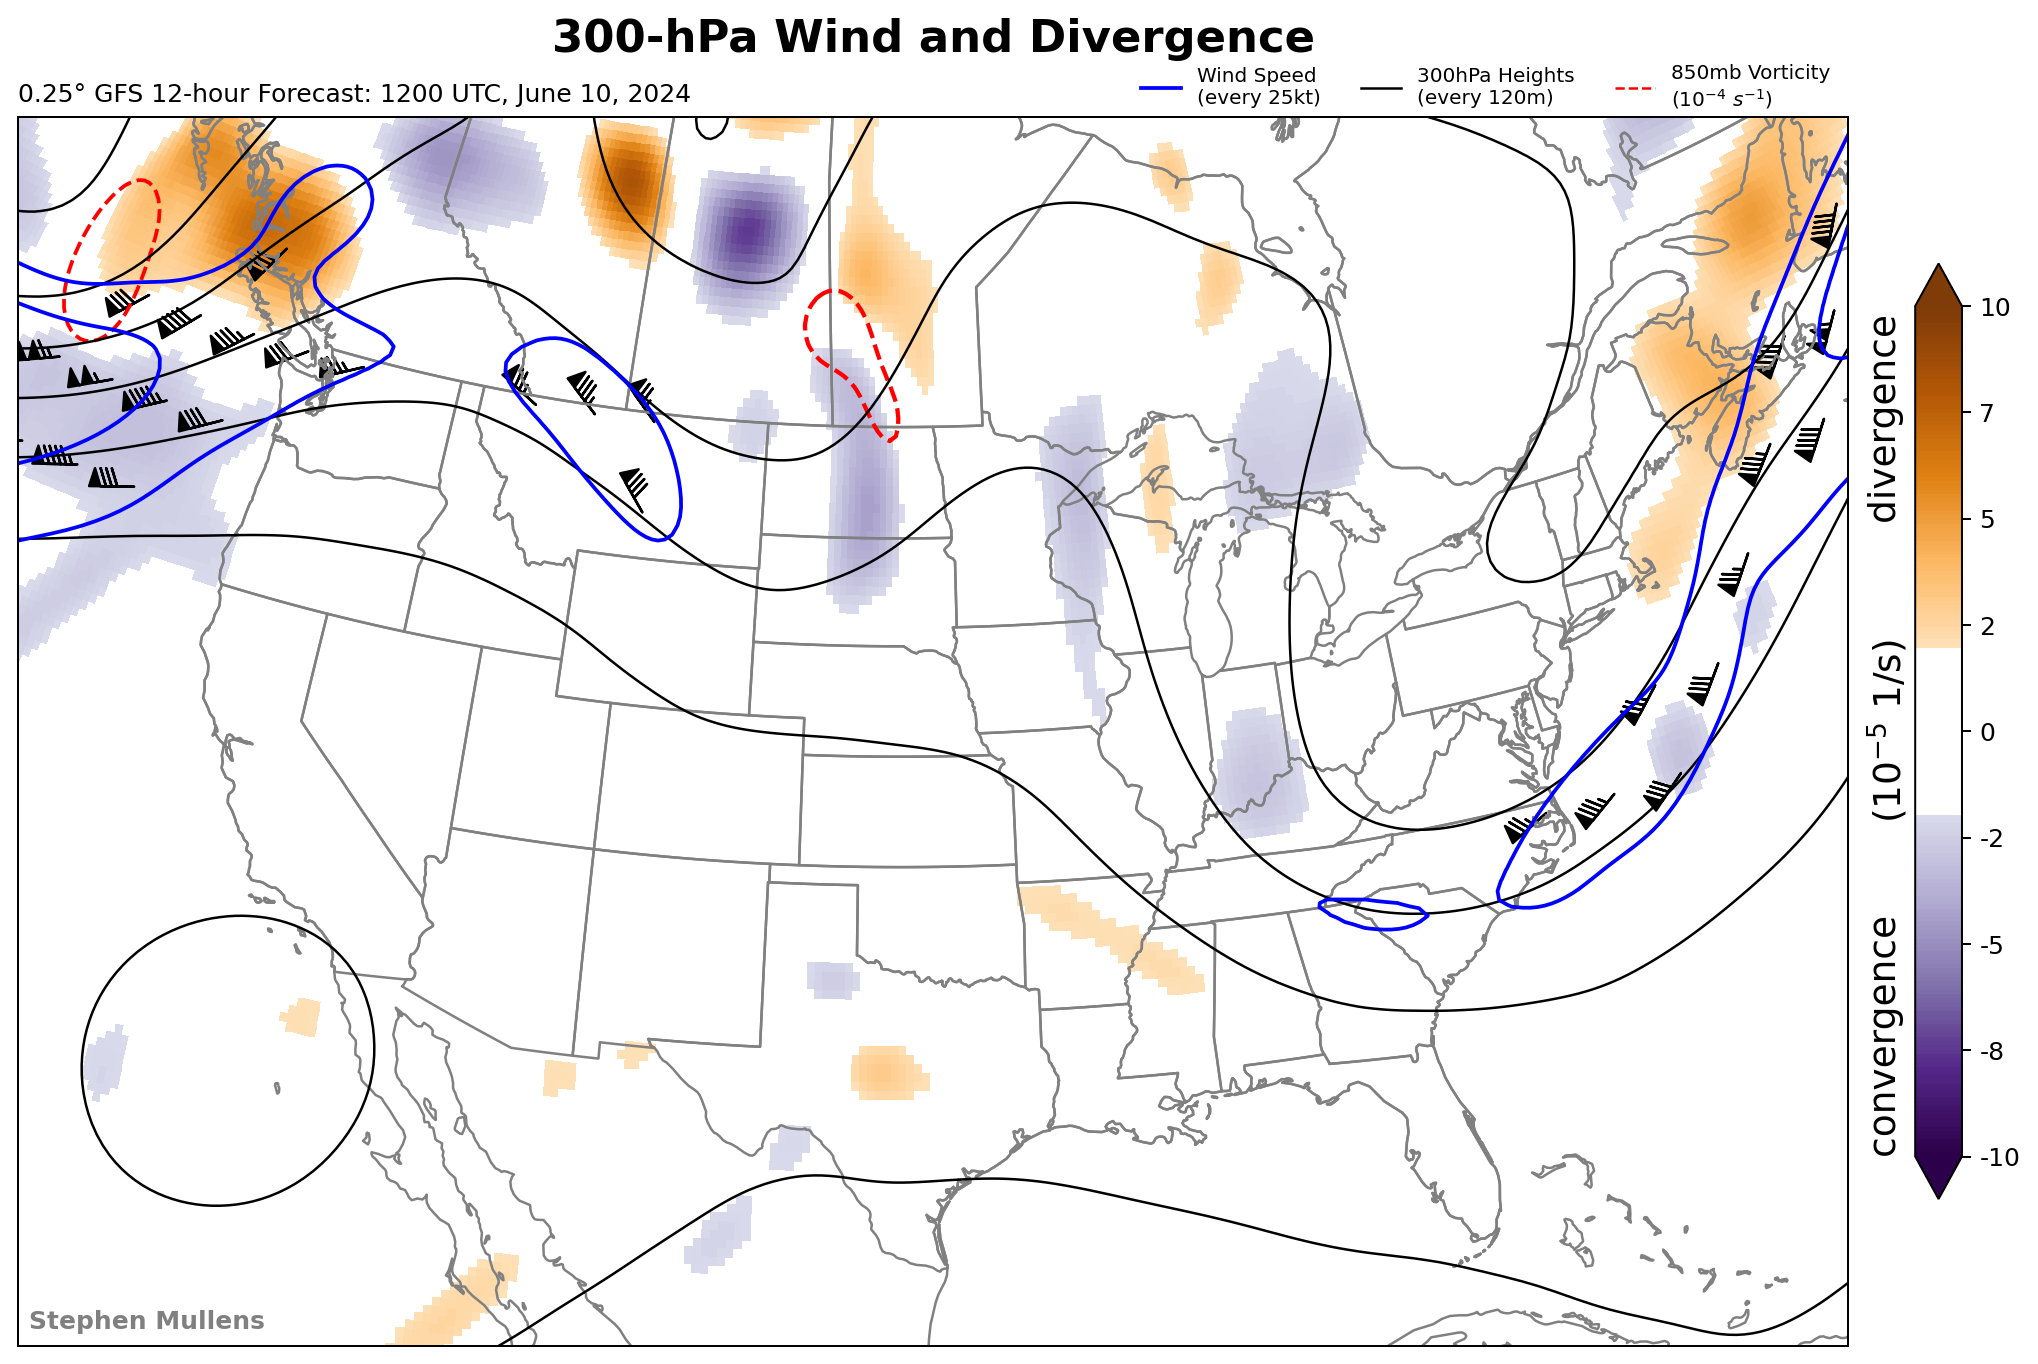 300-hPa Wind and Divergence
0.25° GFS 12-hour Forecast: 1200 UTC, June 10, 2024
Wind Speed
(every 25kt)
300hPa Heights
(every 120m)
850mb Vorticity
(10⁻⁴ s⁻¹)
10
7
5
2
0
-2
-5
-8
-10
convergence (10⁻⁵ 1/s) divergence
Stephen Mullens